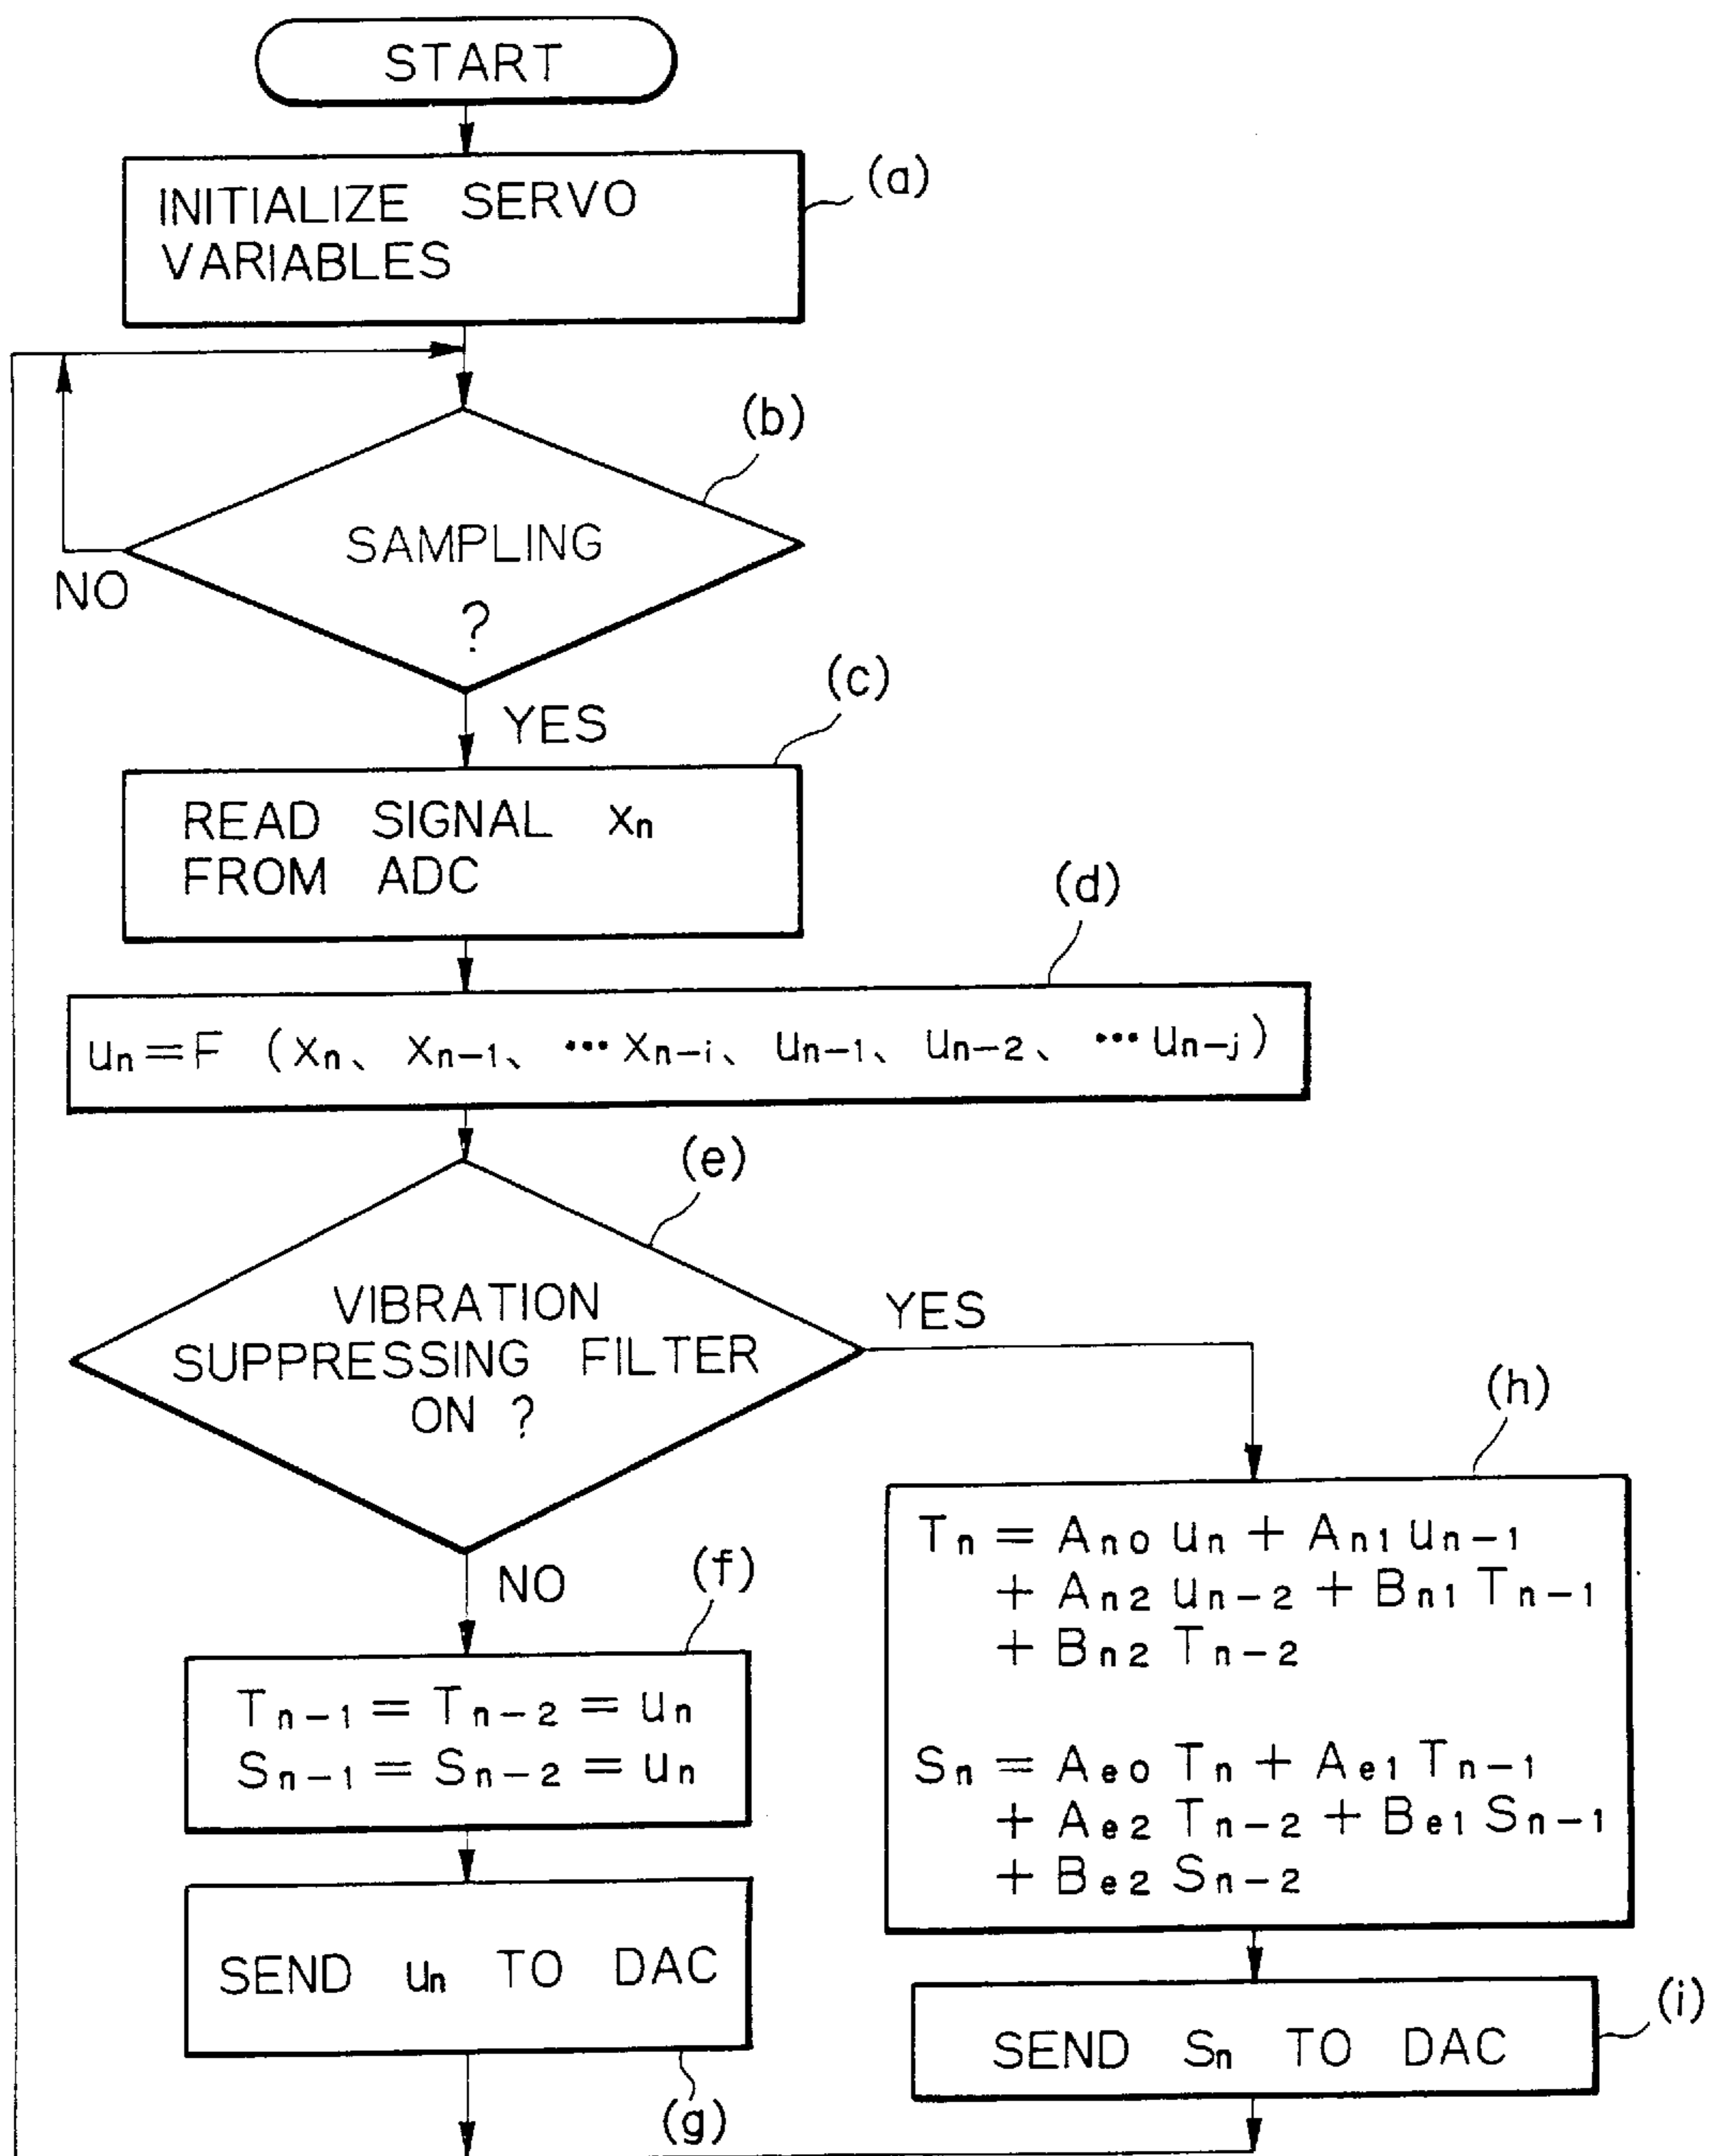 START
(a)
INITIALIZE SERVO
VARIABLES
(b)
SAMPLING
?
NO
YES
(c)
READ SIGNAL xₙ
FROM ADC
(d)
uₙ=F (xₙ、 xₙ₋₁、 …xₙ₋ᵢ、 uₙ₋₁、 uₙ₋₂、 …uₙ₋ⱼ)
(e)
VIBRATION
SUPPRESSING FILTER
ON ?
YES
NO
(f)
Tₙ₋₁ = Tₙ₋₂ = uₙ
Sₙ₋₁ = Sₙ₋₂ = uₙ
SEND uₙ TO DAC
(g)
(h)
Tₙ = Aₙ₀ uₙ + Aₙ₁ uₙ₋₁
+ Aₙ₂ uₙ₋₂ + Bₙ₁ Tₙ₋₁
+ Bₙ₂ Tₙ₋₂
Sₙ = Aₑ₀ Tₙ + Aₑ₁ Tₙ₋₁
+ Aₑ₂ Tₙ₋₂ + Bₑ₁ Sₙ₋₁
+ Bₑ₂ Sₙ₋₂
(i)
SEND Sₙ TO DAC